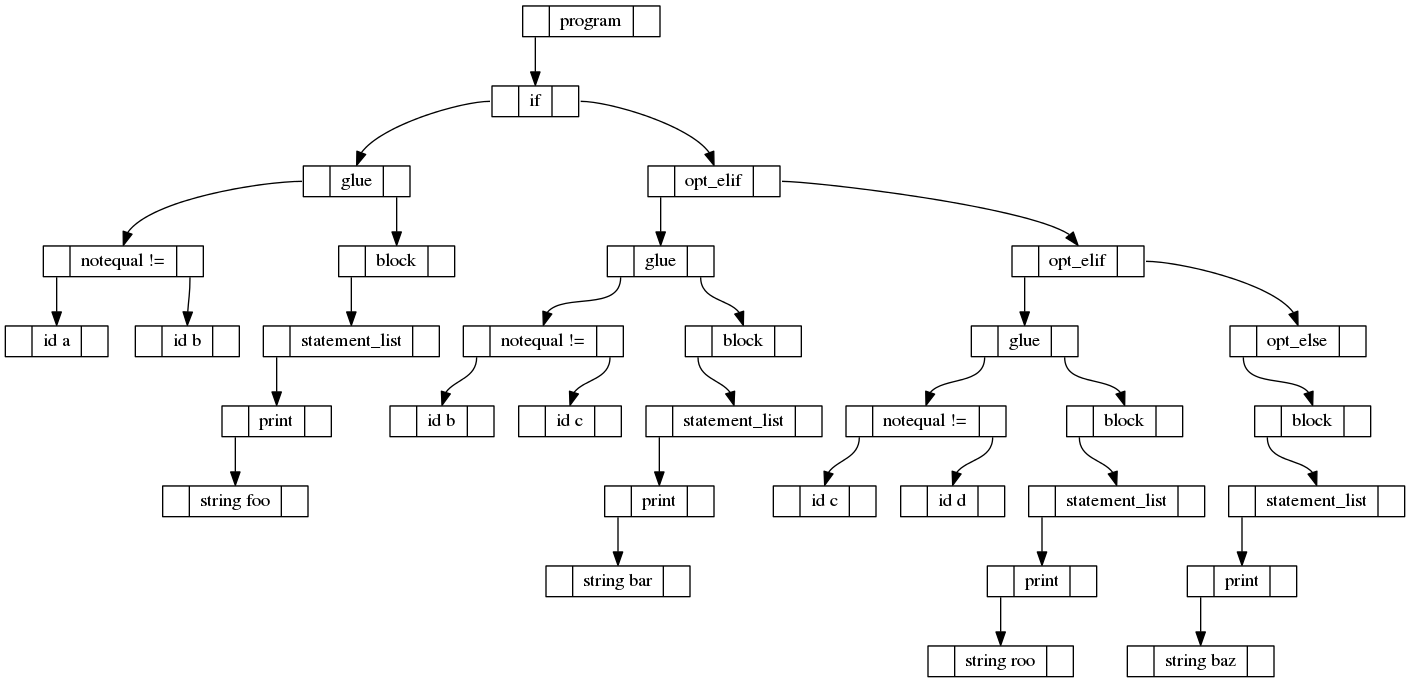 program
if
glue
opt_elif
notequal !=
block
glue
opt_elif
id a
id b
statement_list
notequal !=
block
glue
opt_else
print
id b
id c
statement_list
notequal !=
block
block
string foo
print
id c
id d
statement_list
statement_list
string bar
print
print
string roo
string baz